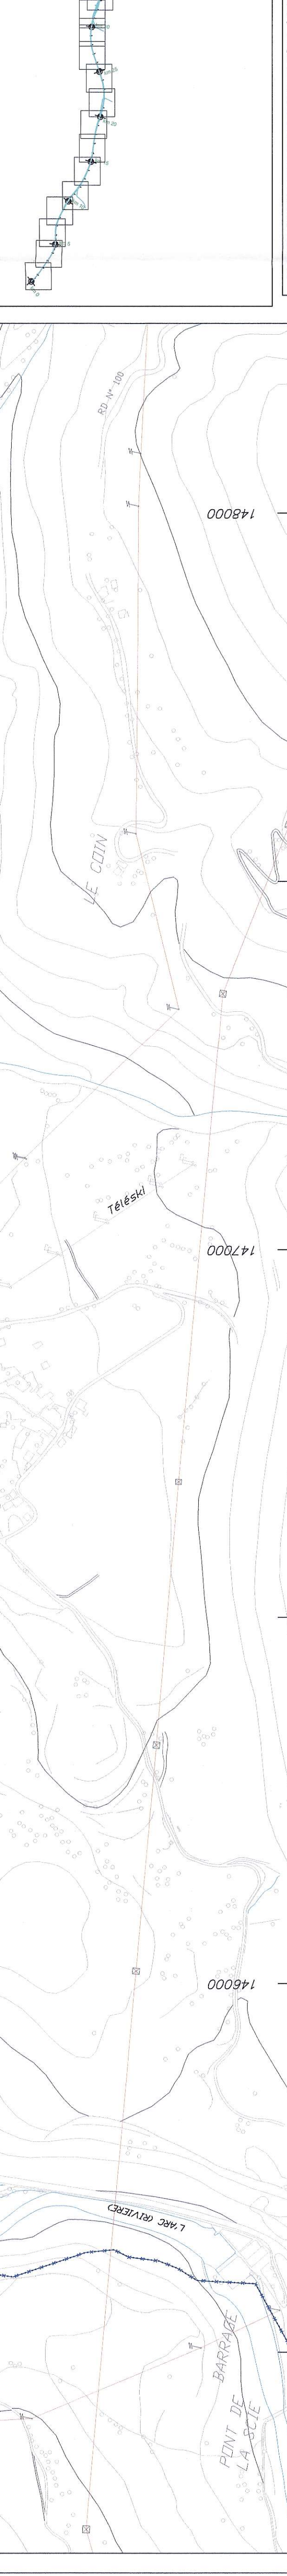 RD N° 100
148000
LE COIN
Téléski
147000
146000
L'ARC (RIVIERE)
BARRAGE
PONT DE
LA SCIE